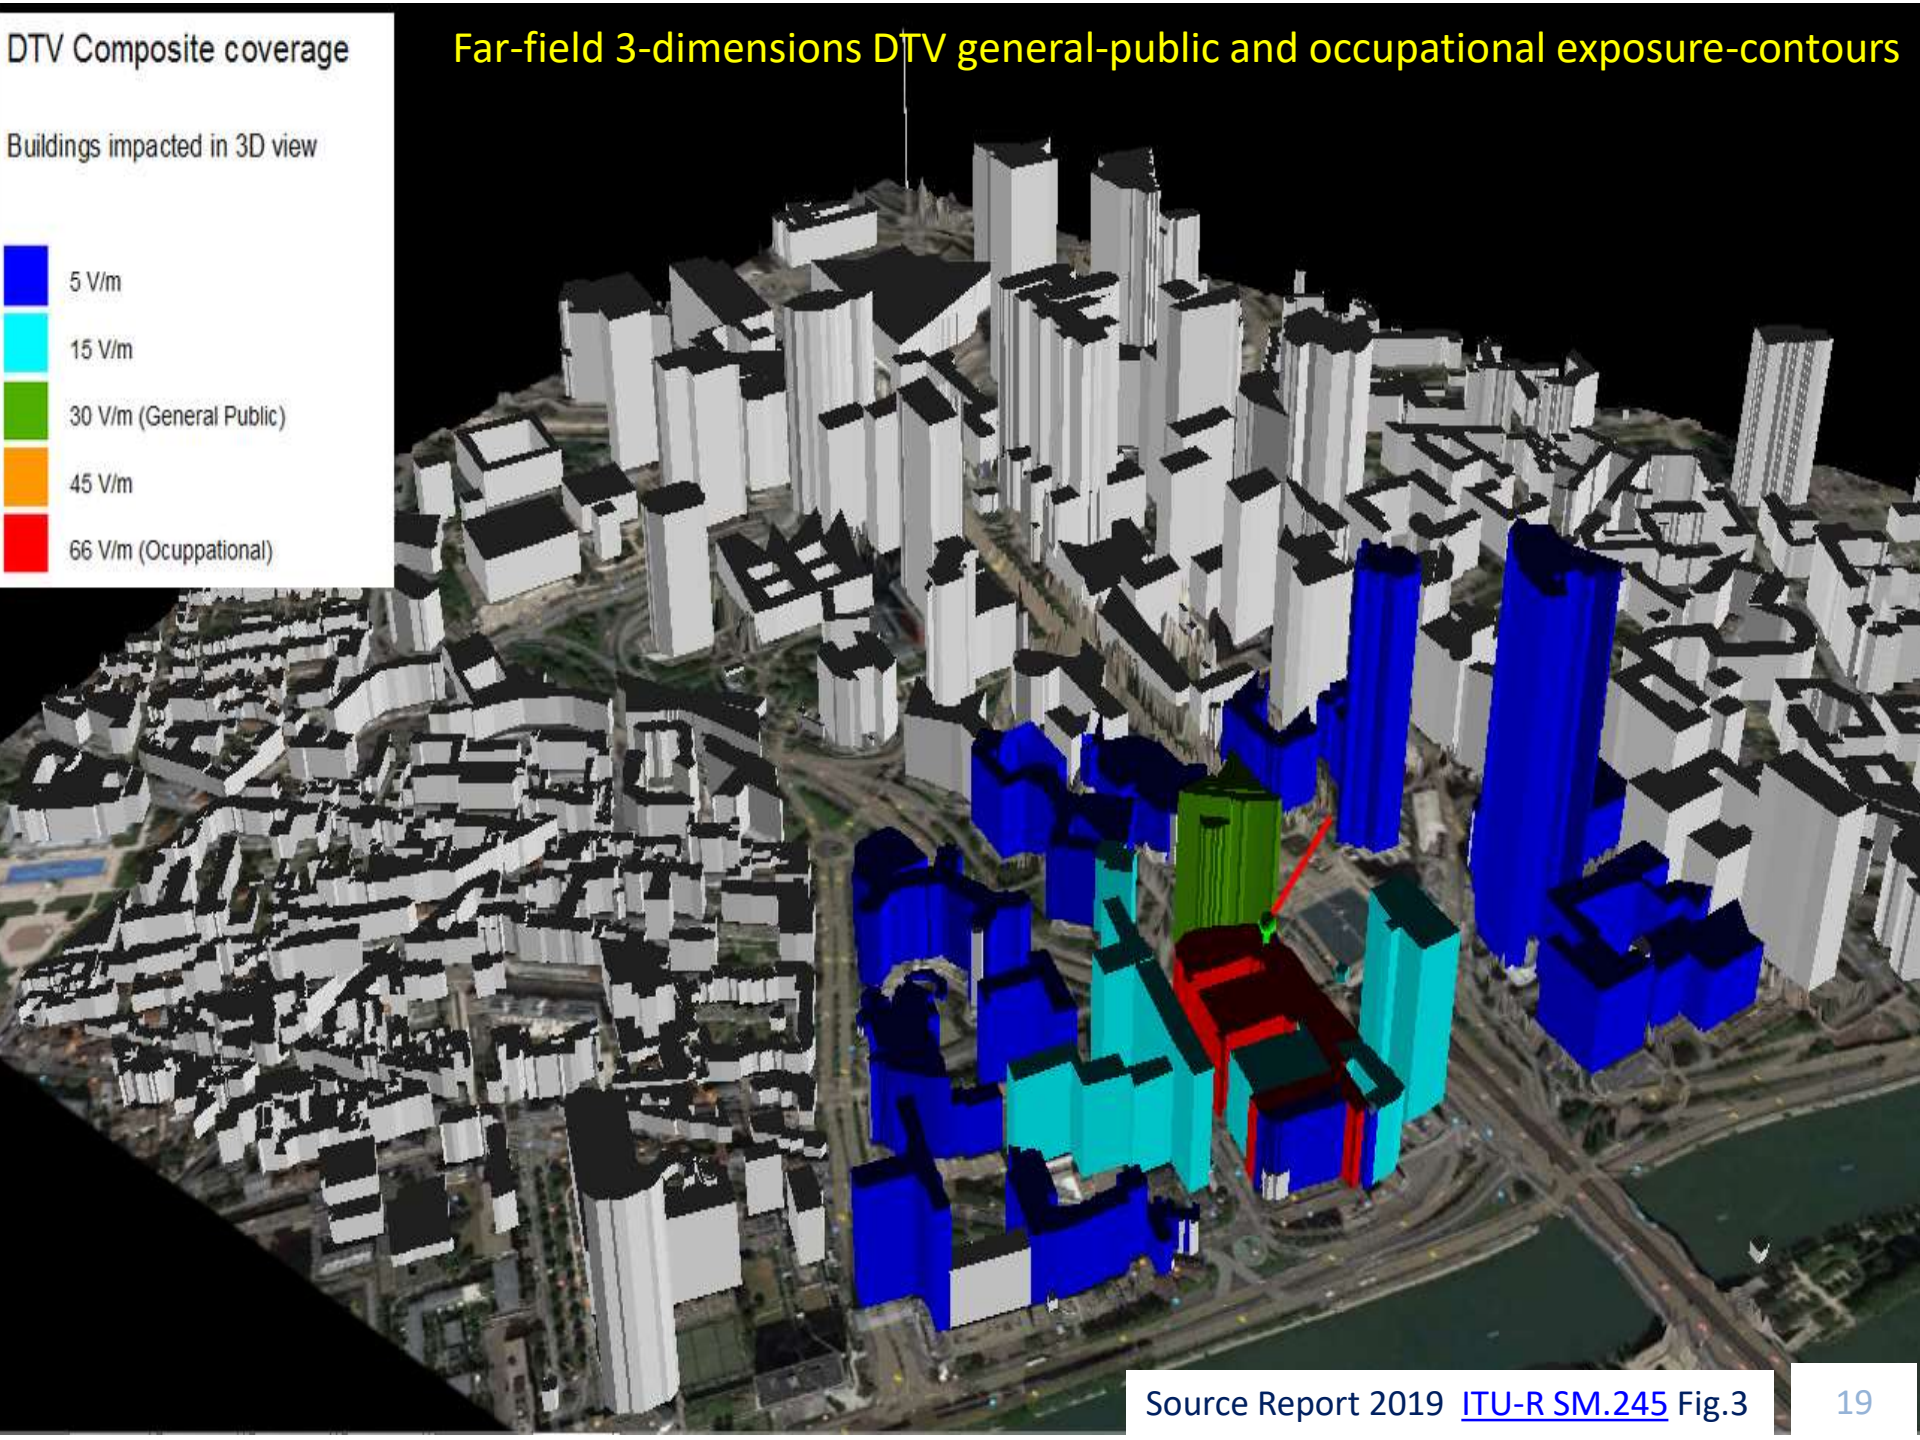 Far-field 3-dimensions DTV general-public and occupational exposure-contours
DTV Composite coverage
Buildings impacted in 3D view
5 V/m
15 V/m
30 V/m (General Public)
45 V/m
66 V/m (Ocuppational)
Source Report 2019 ITU-R SM.245 Fig.3
19